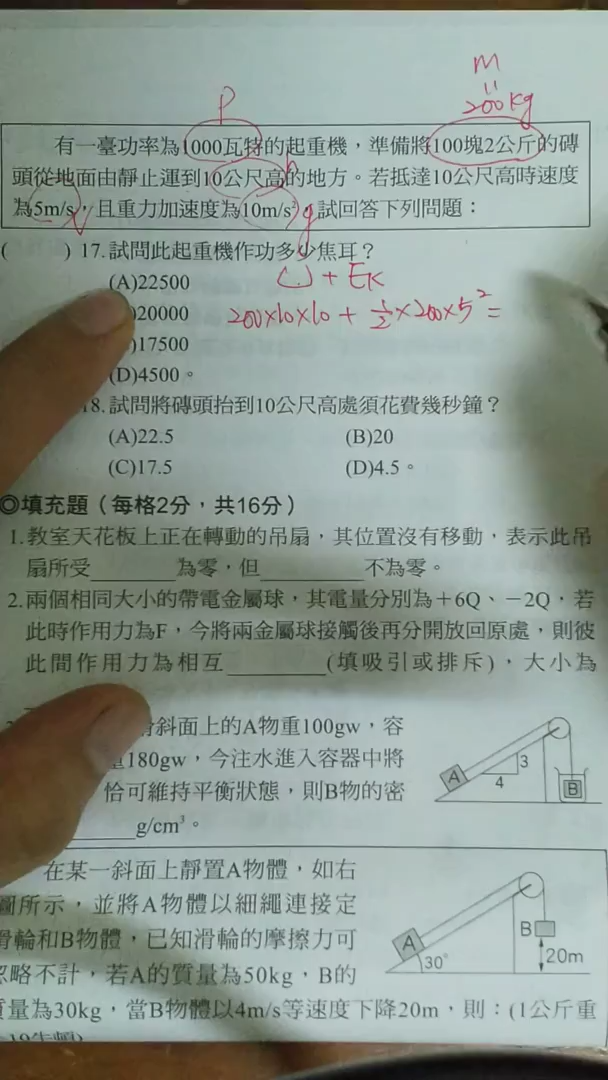 P
m
=
200kg
有一臺功率為1000瓦特的起重機，準備將100塊2公斤的磚
頭從地面由靜止運到10公尺高的地方。若抵達10公尺高時速度
h
為5m/s，且重力加速度為10m/s²，試回答下列問題：
V
g
( )17.試問此起重機作功多少焦耳？
(A)22500
U + EK
)20000
200×10×10 + 1/2×200×5² =
)17500
(D)4500。
18.試問將磚頭抬到10公尺高處須花費幾秒鐘？
(A)22.5 (B)20
(C)17.5 (D)4.5。
◎填充題（每格2分，共16分）
1.教室天花板上正在轉動的吊扇，其位置沒有移動，表示此吊
扇所受________為零，但________不為零。
2.兩個相同大小的帶電金屬球，其電量分別為＋6Q、－2Q，若
此時作用力為F，今將兩金屬球接觸後再分開放回原處，則彼
此間作用力為相互________(填吸引或排斥)，大小為
斜面上的A物重100gw，容
180gw，今注水進入容器中將
恰可維持平衡狀態，則B物的密
______g/cm³。
A 4 3 B
在某一斜面上靜置A物體，如右
圖所示，並將A物體以細繩連接定
滑輪和B物體，已知滑輪的摩擦力可
忽略不計，若A的質量為50kg，B的
A 30° B 20m
質量為30kg，當B物體以4m/s等速度下降20m，則：(1公斤重